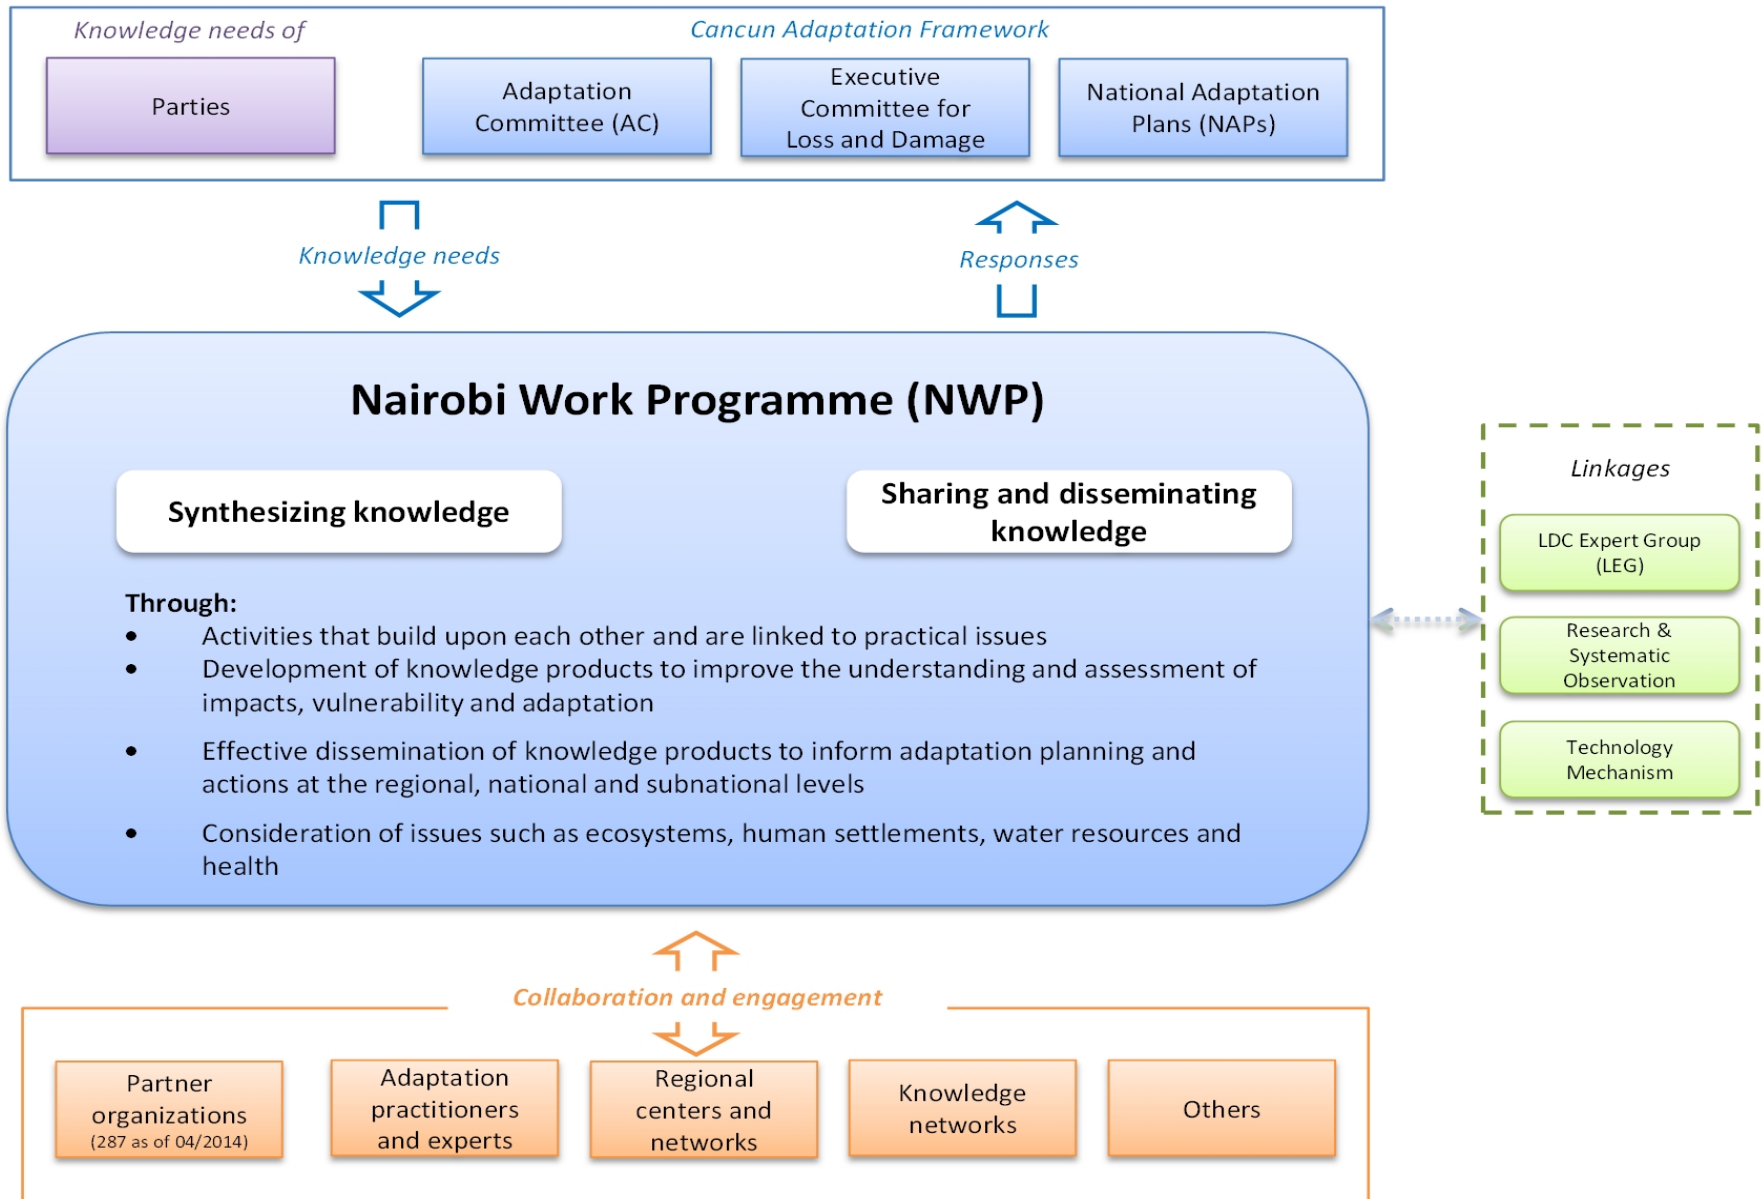 Knowledge needs of
Cancun Adaptation Framework
Parties
Adaptation
Committee (AC)
Executive
Committee for
Loss and Damage
National Adaptation
Plans (NAPs)
Knowledge needs
Responses
Nairobi Work Programme (NWP)
Synthesizing knowledge
Sharing and disseminating
knowledge
Through:
• Activities that build upon each other and are linked to practical issues
• Development of knowledge products to improve the understanding and assessment of
impacts, vulnerability and adaptation
• Effective dissemination of knowledge products to inform adaptation planning and
actions at the regional, national and subnational levels
• Consideration of issues such as ecosystems, human settlements, water resources and
health
Linkages
LDC Expert Group
(LEG)
Research &
Systematic
Observation
Technology
Mechanism
Collaboration and engagement
Partner
organizations
(287 as of 04/2014)
Adaptation
practitioners
and experts
Regional
centers and
networks
Knowledge
networks
Others